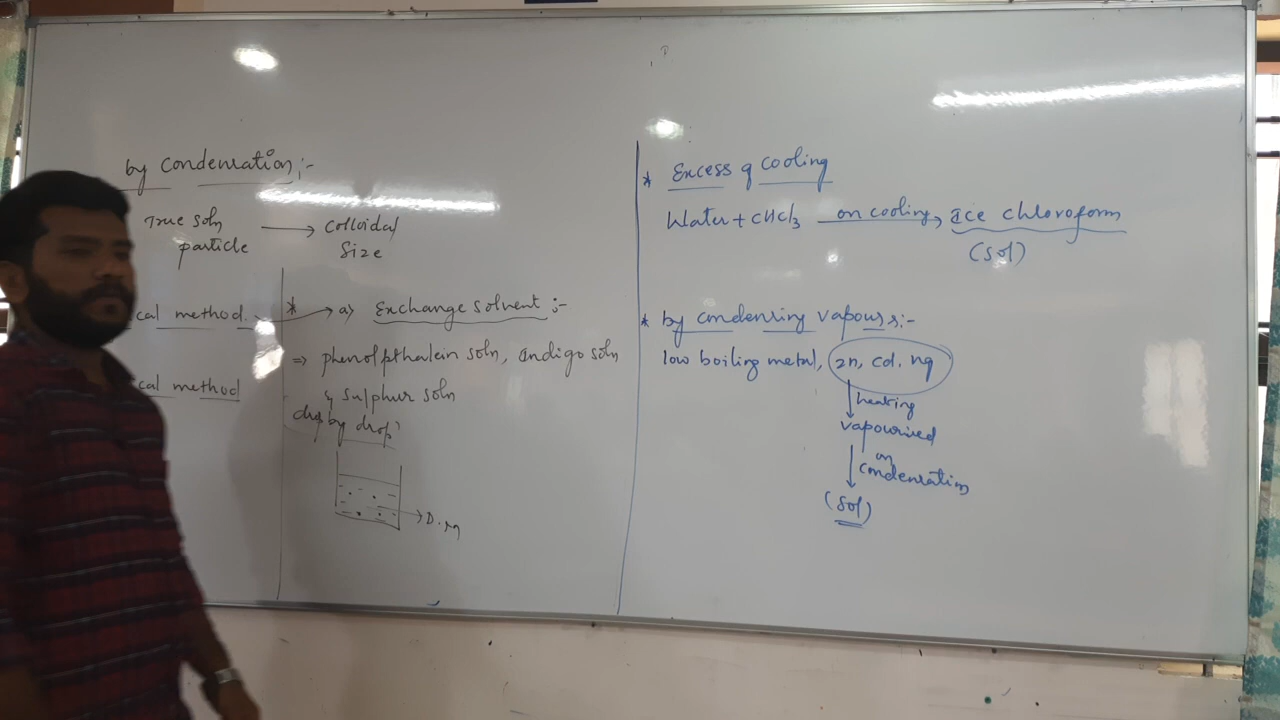 by condensation :-
True soln particle → colloidal size
cal method.
cal method
* → a) Exchange solvent :-
⇒ phenolpthalein soln, indigo soln
& sulphur soln
drop by drop
→ D.
* Excess of cooling
Water + CHCl3 on cooling → ice chloroform
(Sol)
* by condensing vapours :-
low boiling metal, Zn, Cd. Hg
↓ heating
vapourised
↓ on condensation
(Sol)